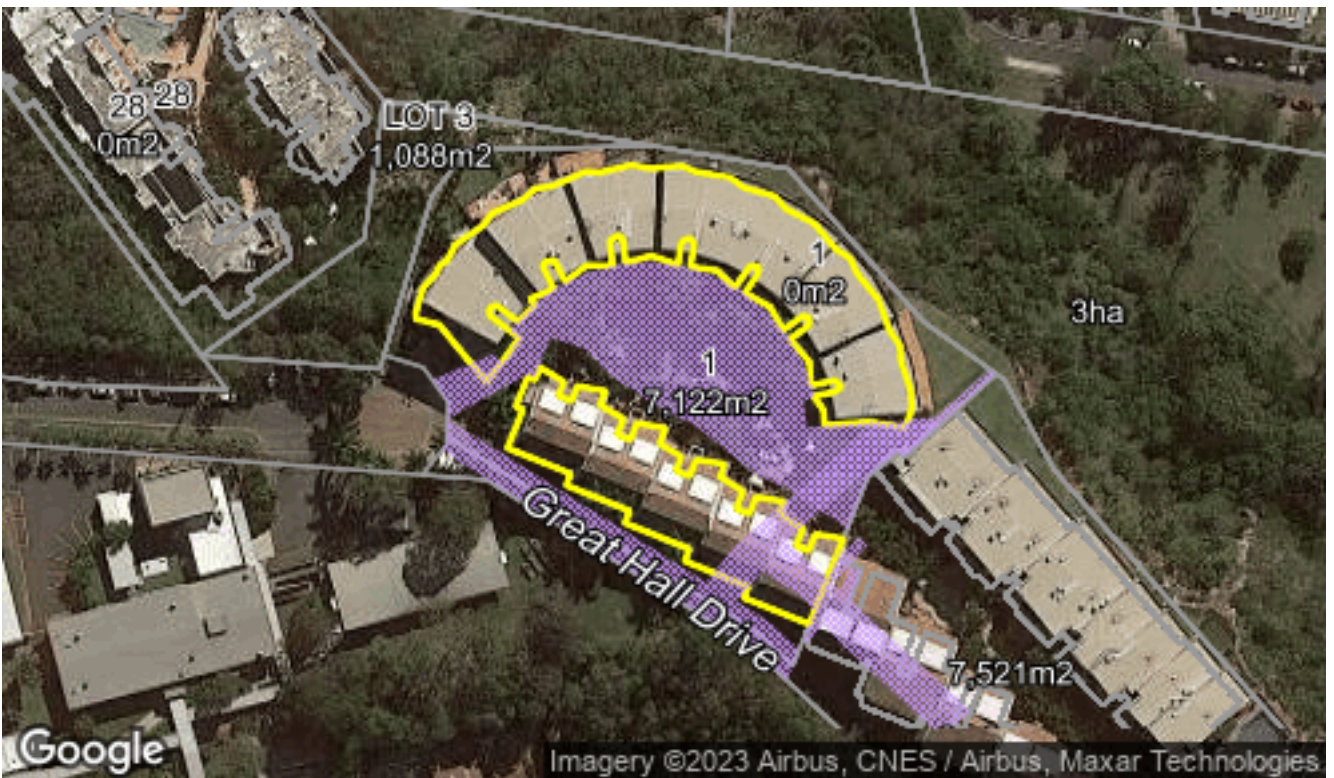 28 28
0m2
LOT 3
1,088m2
1
0m2
3ha
1
7,122m2
Great Hall Drive
7,521m2
Google
Imagery ©2023 Airbus, CNES / Airbus, Maxar Technologies